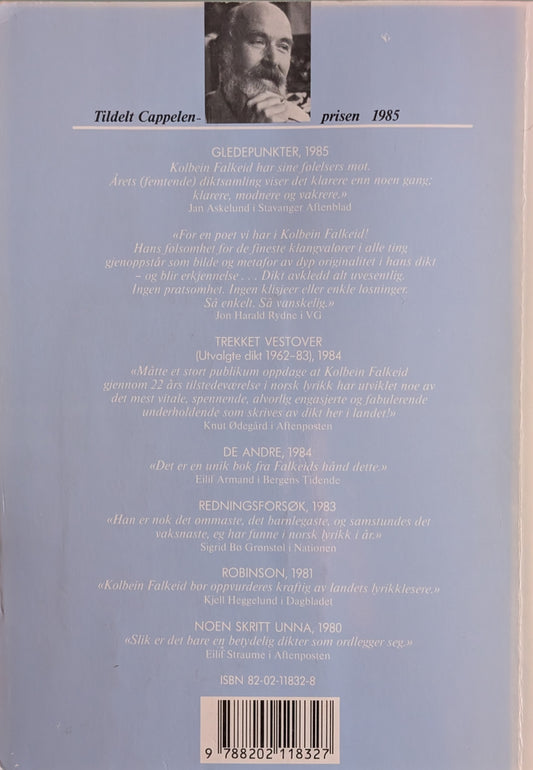 Tildelt Cappelen-prisen 1985
GLEDEPUNKTER, 1985
Kolbein Falkeid har sine følelsers mot.
Årets (femtende) diktsamling viser det klarere enn noen gang;
klarere, modnere og vakrere.»
Jan Askelund i Stavanger Aftenblad
«For en poet vi har i Kolbein Falkeid!
Hans følsomhet for de fineste klangvalører i alle ting
gjenoppstår som bilde og metafor av dyp originalitet i hans dikt
– og blir erkjennelse . . . Dikt avkledd alt uvesentlig.
Ingen pratsomhet. Ingen klisjeer eller enkle løsninger.
Så enkelt. Så vanskelig.»
Jon Harald Rydne i VG
TREKKET VESTOVER
(Utvalgte dikt 1962–83), 1984
«Måtte et stort publikum oppdage at Kolbein Falkeid
gjennom 22 års tilstedeværelse i norsk lyrikk har utviklet noe av
det mest vitale, spennende, alvorlig engasjerte og fabulerende
underholdende som skrives av dikt her i landet!»
Knut Ødegård i Aftenposten
DE ANDRE, 1984
«Det er en unik bok fra Falkeids hånd dette.»
Eilif Armand i Bergens Tidende
REDNINGSFORSØK, 1983
«Han er nok det ømmaste, det barnlegaste, og samstundes det
vaksnaste, eg har funne i norsk lyrikk i år.»
Sigrid Bø Grønstøl i Nationen
ROBINSON, 1981
«Kolbein Falkeid bør oppvurderes kraftig av landets lyrikklesere.»
Kjell Heggelund i Dagbladet
NOEN SKRITT UNNA, 1980
«Slik er det bare en betydelig dikter som ordlegger seg.»
Eilif Straume i Aftenposten
ISBN 82-02-11832-8
9 788202 118327